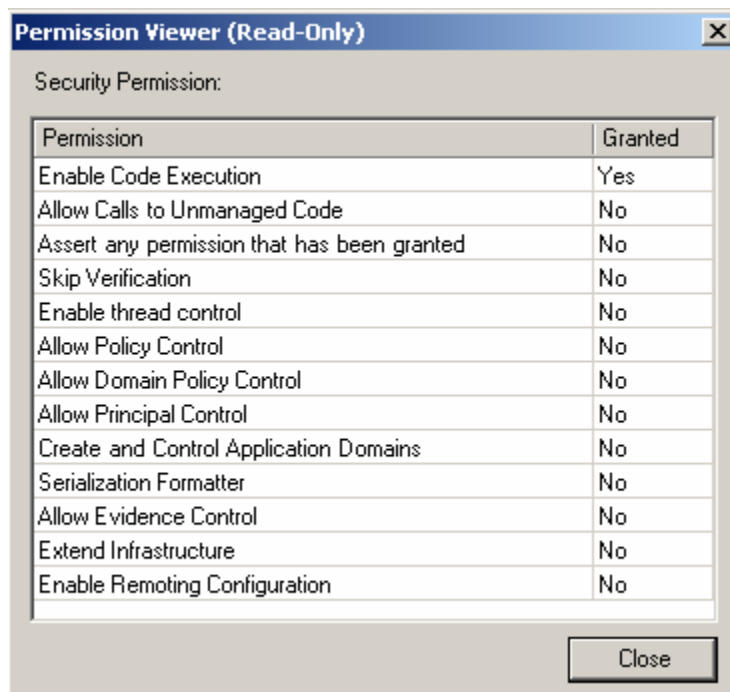 Permission Viewer (Read-Only)
Security Permission:
Permission Granted
Enable Code Execution Yes
Allow Calls to Unmanaged Code No
Assert any permission that has been granted No
Skip Verification No
Enable thread control No
Allow Policy Control No
Allow Domain Policy Control No
Allow Principal Control No
Create and Control Application Domains No
Serialization Formatter No
Allow Evidence Control No
Extend Infrastructure No
Enable Remoting Configuration No
Close